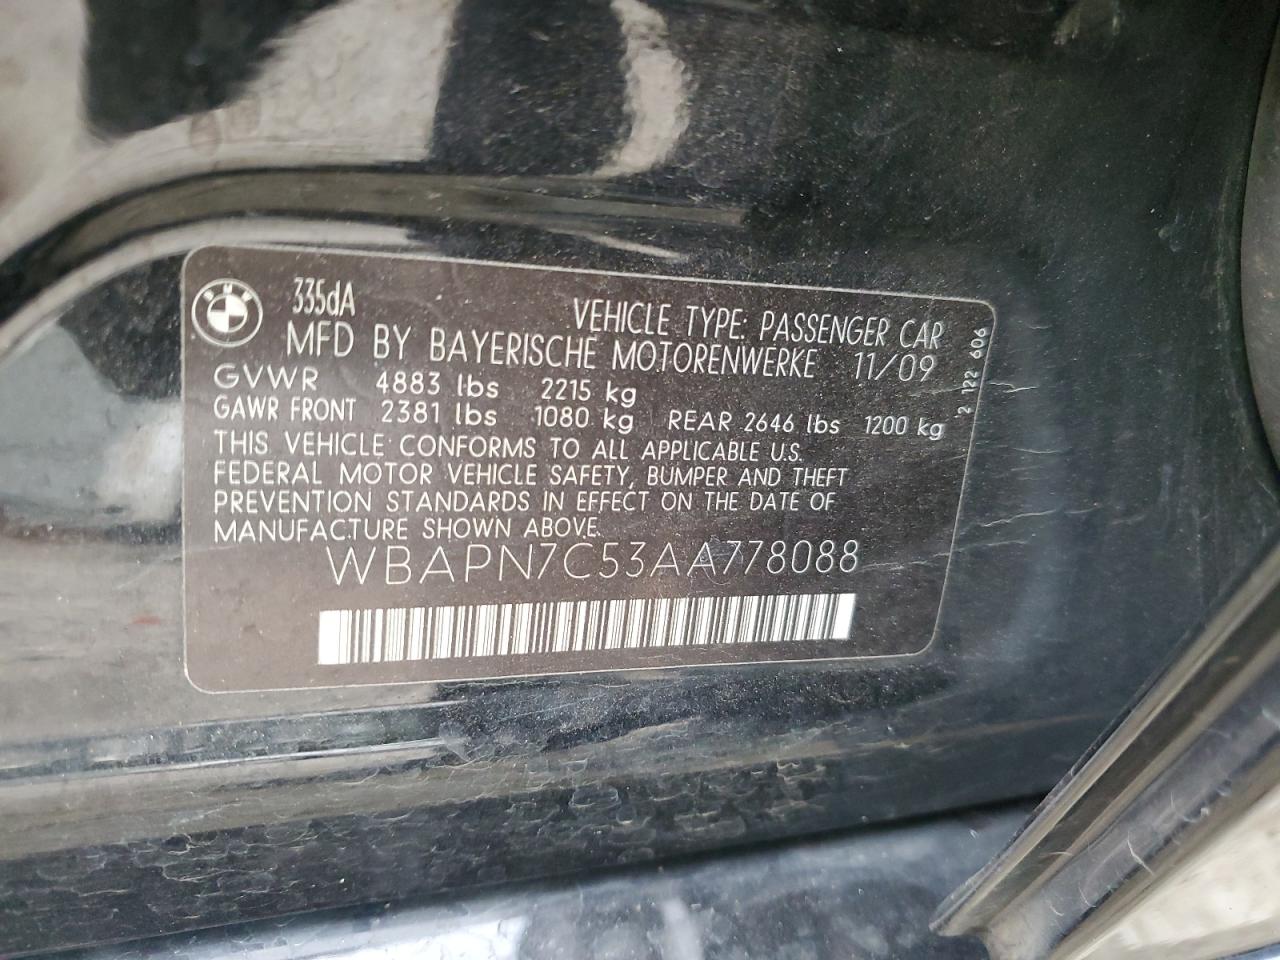 BMW
335dA
VEHICLE TYPE: PASSENGER CAR
MFD BY BAYERISCHE MOTORENWERKE 11/09
GVWR 4883 lbs 2215 kg
GAWR FRONT 2381 lbs 1080 kg REAR 2646 lbs 1200 kg
2 122 606
THIS VEHICLE CONFORMS TO ALL APPLICABLE U.S.
FEDERAL MOTOR VEHICLE SAFETY, BUMPER AND THEFT
PREVENTION STANDARDS IN EFFECT ON THE DATE OF
MANUFACTURE SHOWN ABOVE.
WBAPN7C53AA778088